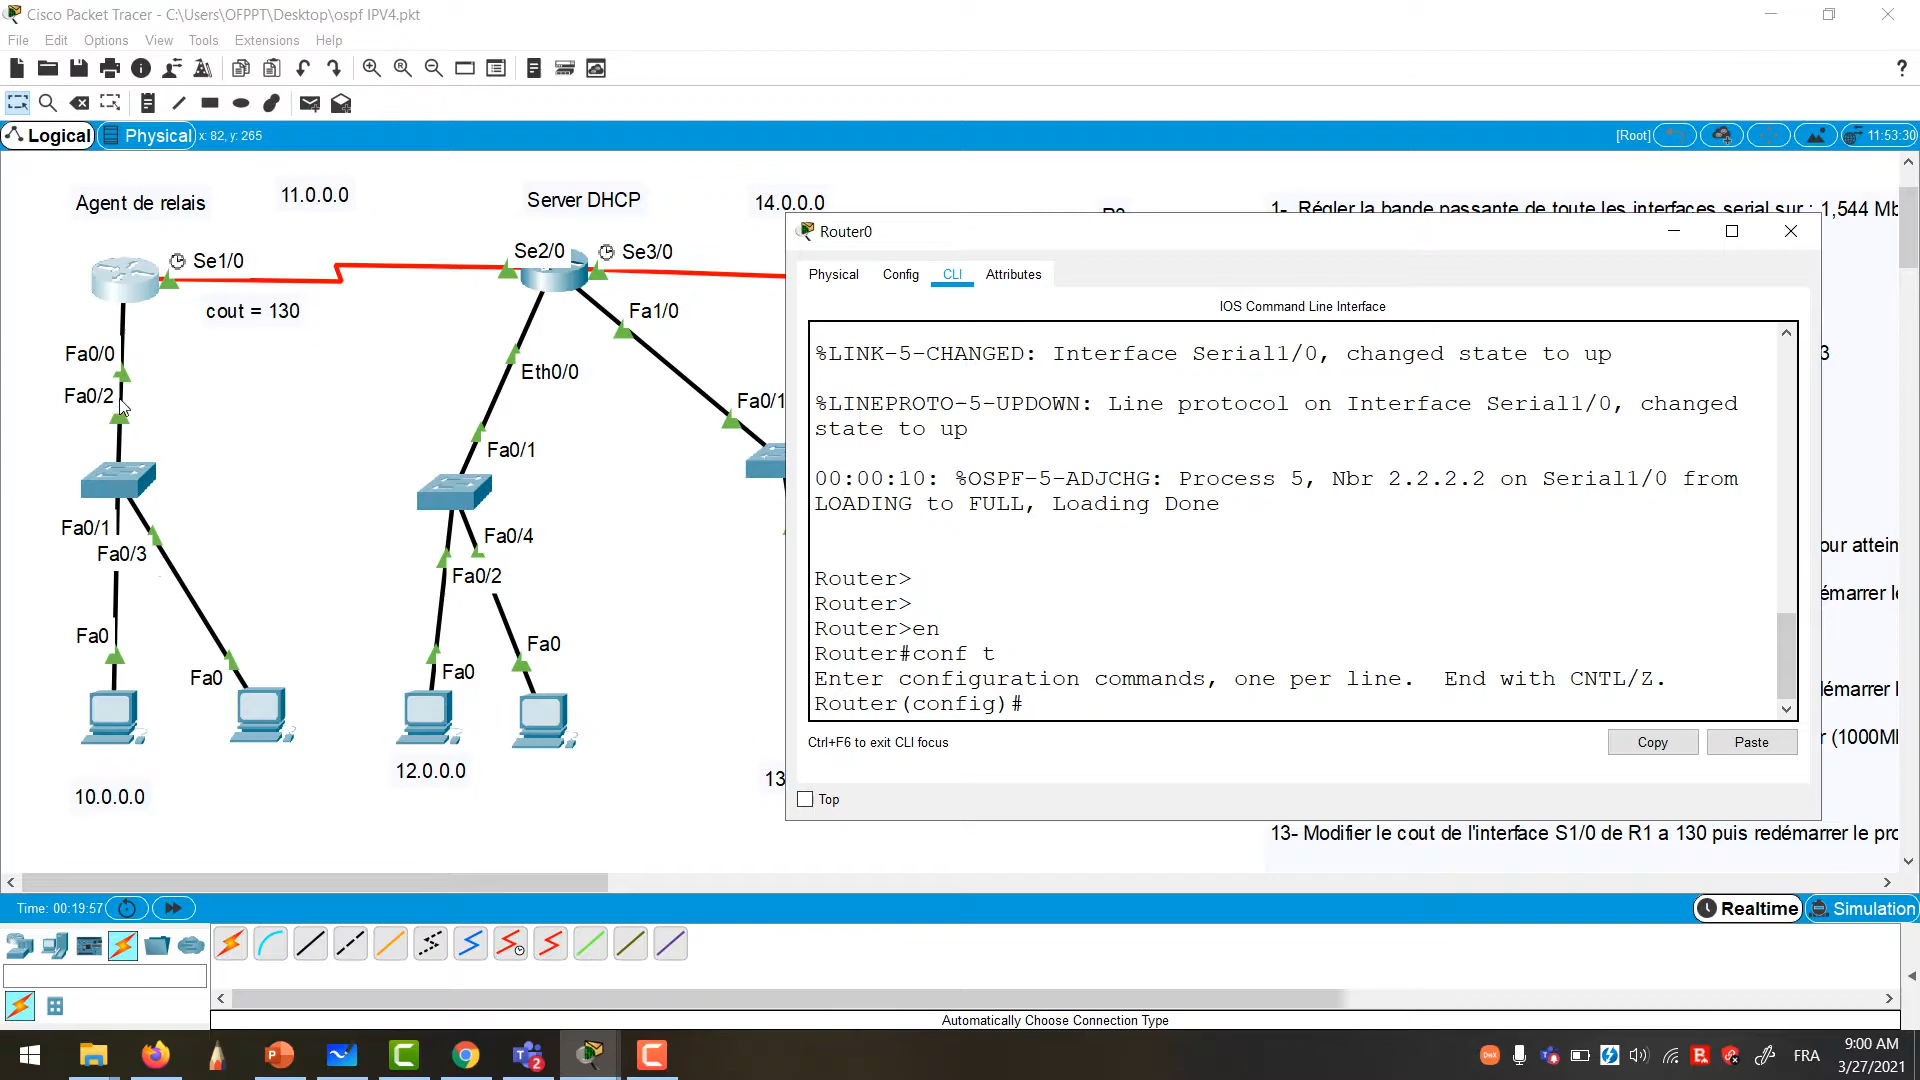 Cisco Packet Tracer - C:\Users\OFPPT\Desktop\ospf IPV4.pkt
File Edit Options View Tools Extensions Help
?
Logical Physical x: 82, y: 265
[Root] 11:53:30
Agent de relais
11.0.0.0
Server DHCP
14.0.0.0
1- Régler la bande passante de toute les interfaces serial sur : 1,544 Mb
Se1/0
Se2/0
Se3/0
cout = 130
Fa0/0
Fa0/2
Fa1/0
Eth0/0
Fa0/1
Fa0/1
Fa0/1
Fa0/3
Fa0/4
Fa0/2
Fa0
Fa0
Fa0
Fa0
10.0.0.0
12.0.0.0
13
Router0
Physical Config CLI Attributes
IOS Command Line Interface
%LINK-5-CHANGED: Interface Serial1/0, changed state to up
%LINEPROTO-5-UPDOWN: Line protocol on Interface Serial1/0, changed
state to up
00:00:10: %OSPF-5-ADJCHG: Process 5, Nbr 2.2.2.2 on Serial1/0 from
LOADING to FULL, Loading Done
Router>
Router>
Router>en
Router#conf t
Enter configuration commands, one per line. End with CNTL/Z.
Router(config)#
Ctrl+F6 to exit CLI focus
Copy Paste
Top
3
our attein
émarrer le
démarrer l
r (1000M
13- Modifier le cout de l'interface S1/0 de R1 a 130 puis redémarrer le pro
Time: 00:19:57
Realtime Simulation
Automatically Choose Connection Type
2
FRA
9:00 AM
3/27/2021